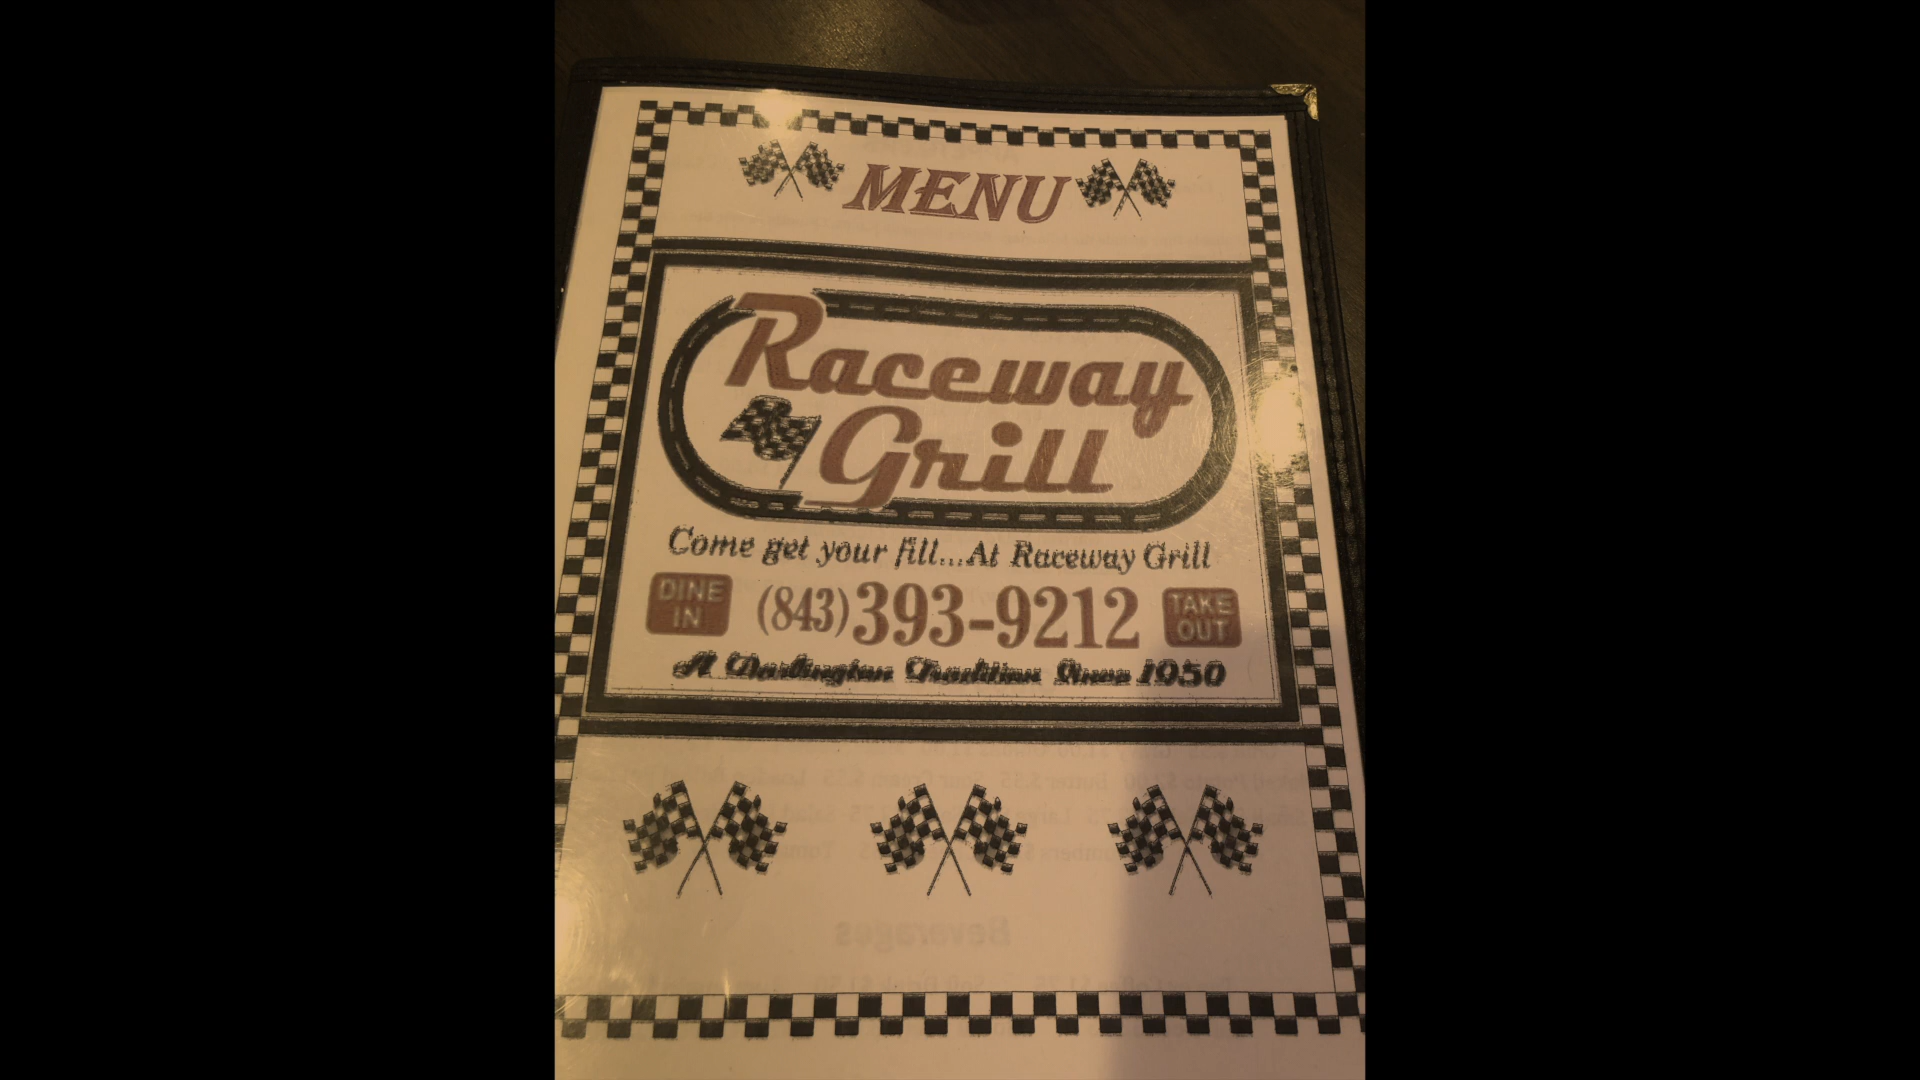 MENU
Raceway
Grill
Come get your fill...At Raceway Grill
DINE
IN
(843)393-9212
TAKE
OUT
A Darlington Tradition Since 1950
Beverages